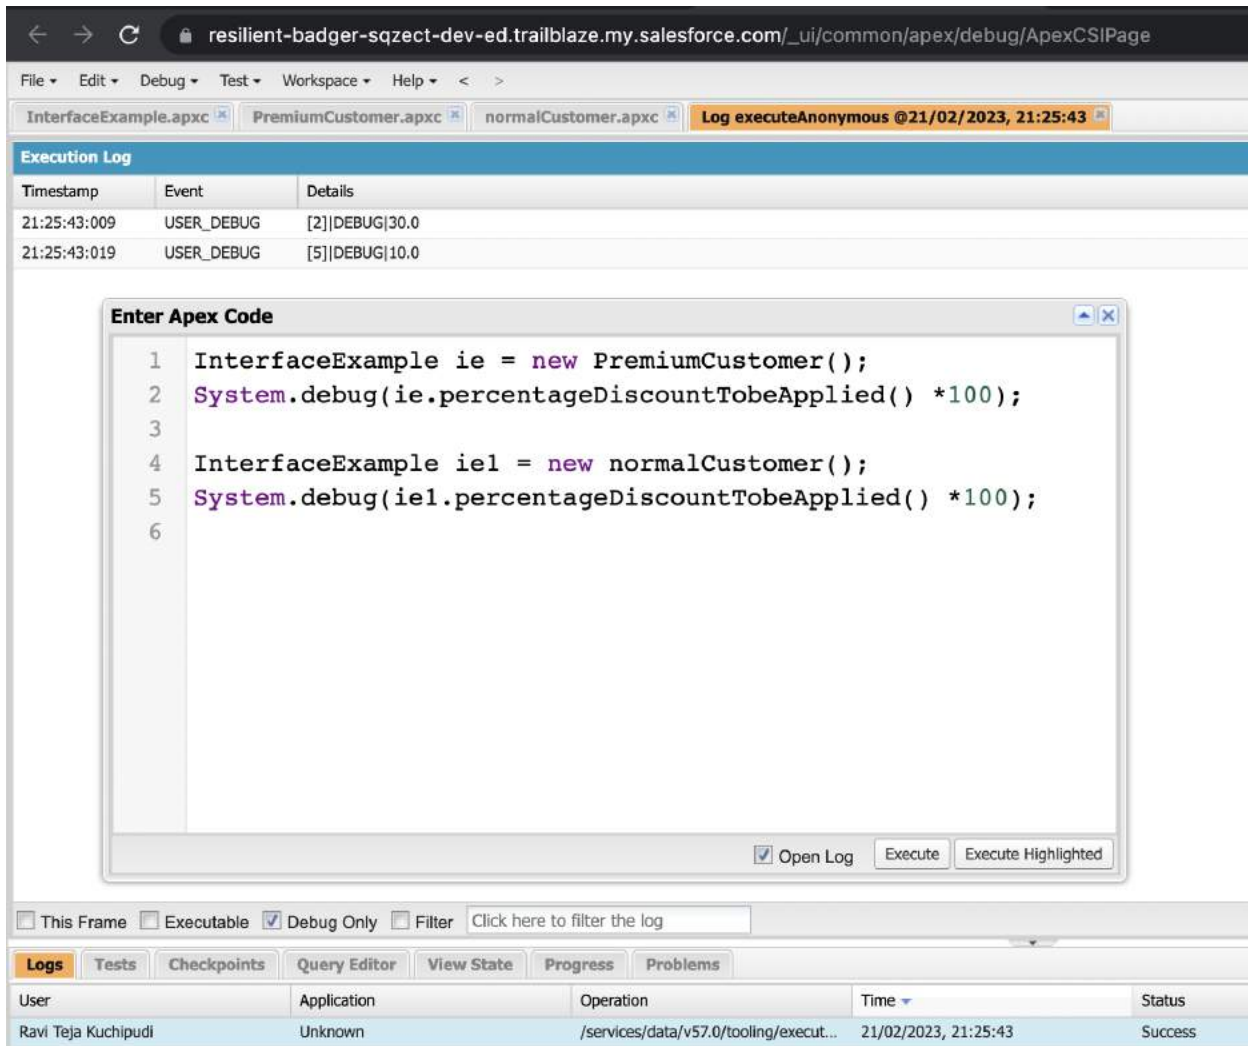 resilient-badger-sqzect-dev-ed.trailblaze.my.salesforce.com/_ui/common/apex/debug/ApexCSIPage
File Edit Debug Test Workspace Help < >
InterfaceExample.apxc PremiumCustomer.apxc normalCustomer.apxc Log executeAnonymous @21/02/2023, 21:25:43
Execution Log
Timestamp Event Details
21:25:43:009 USER_DEBUG [2]|DEBUG|30.0
21:25:43:019 USER_DEBUG [5]|DEBUG|10.0
Enter Apex Code
1 InterfaceExample ie = new PremiumCustomer();
2 System.debug(ie.percentageDiscountTobeApplied() *100);
3
4 InterfaceExample ie1 = new normalCustomer();
5 System.debug(ie1.percentageDiscountTobeApplied() *100);
6
Open Log Execute Execute Highlighted
This Frame Executable Debug Only Filter Click here to filter the log
Logs Tests Checkpoints Query Editor View State Progress Problems
User Application Operation Time Status
Ravi Teja Kuchipudi Unknown /services/data/v57.0/tooling/execut... 21/02/2023, 21:25:43 Success